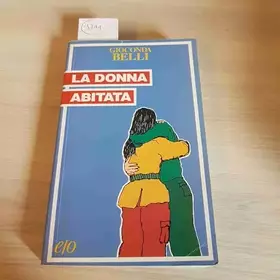 GIOCONDA
BELLI
LA DONNA
ABITATA
e/o